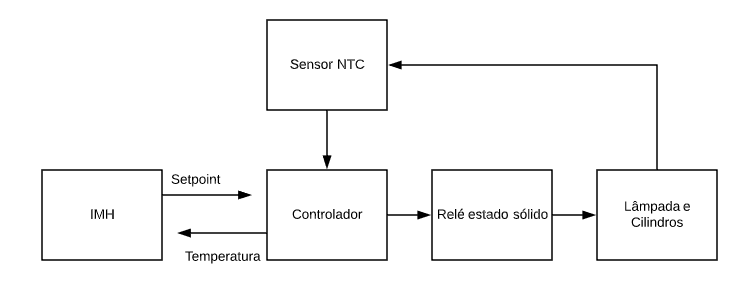 Sensor NTC
Setpoint
IMH
Controlador
Relé estado sólido
Lâmpada e
Cilindros
Temperatura